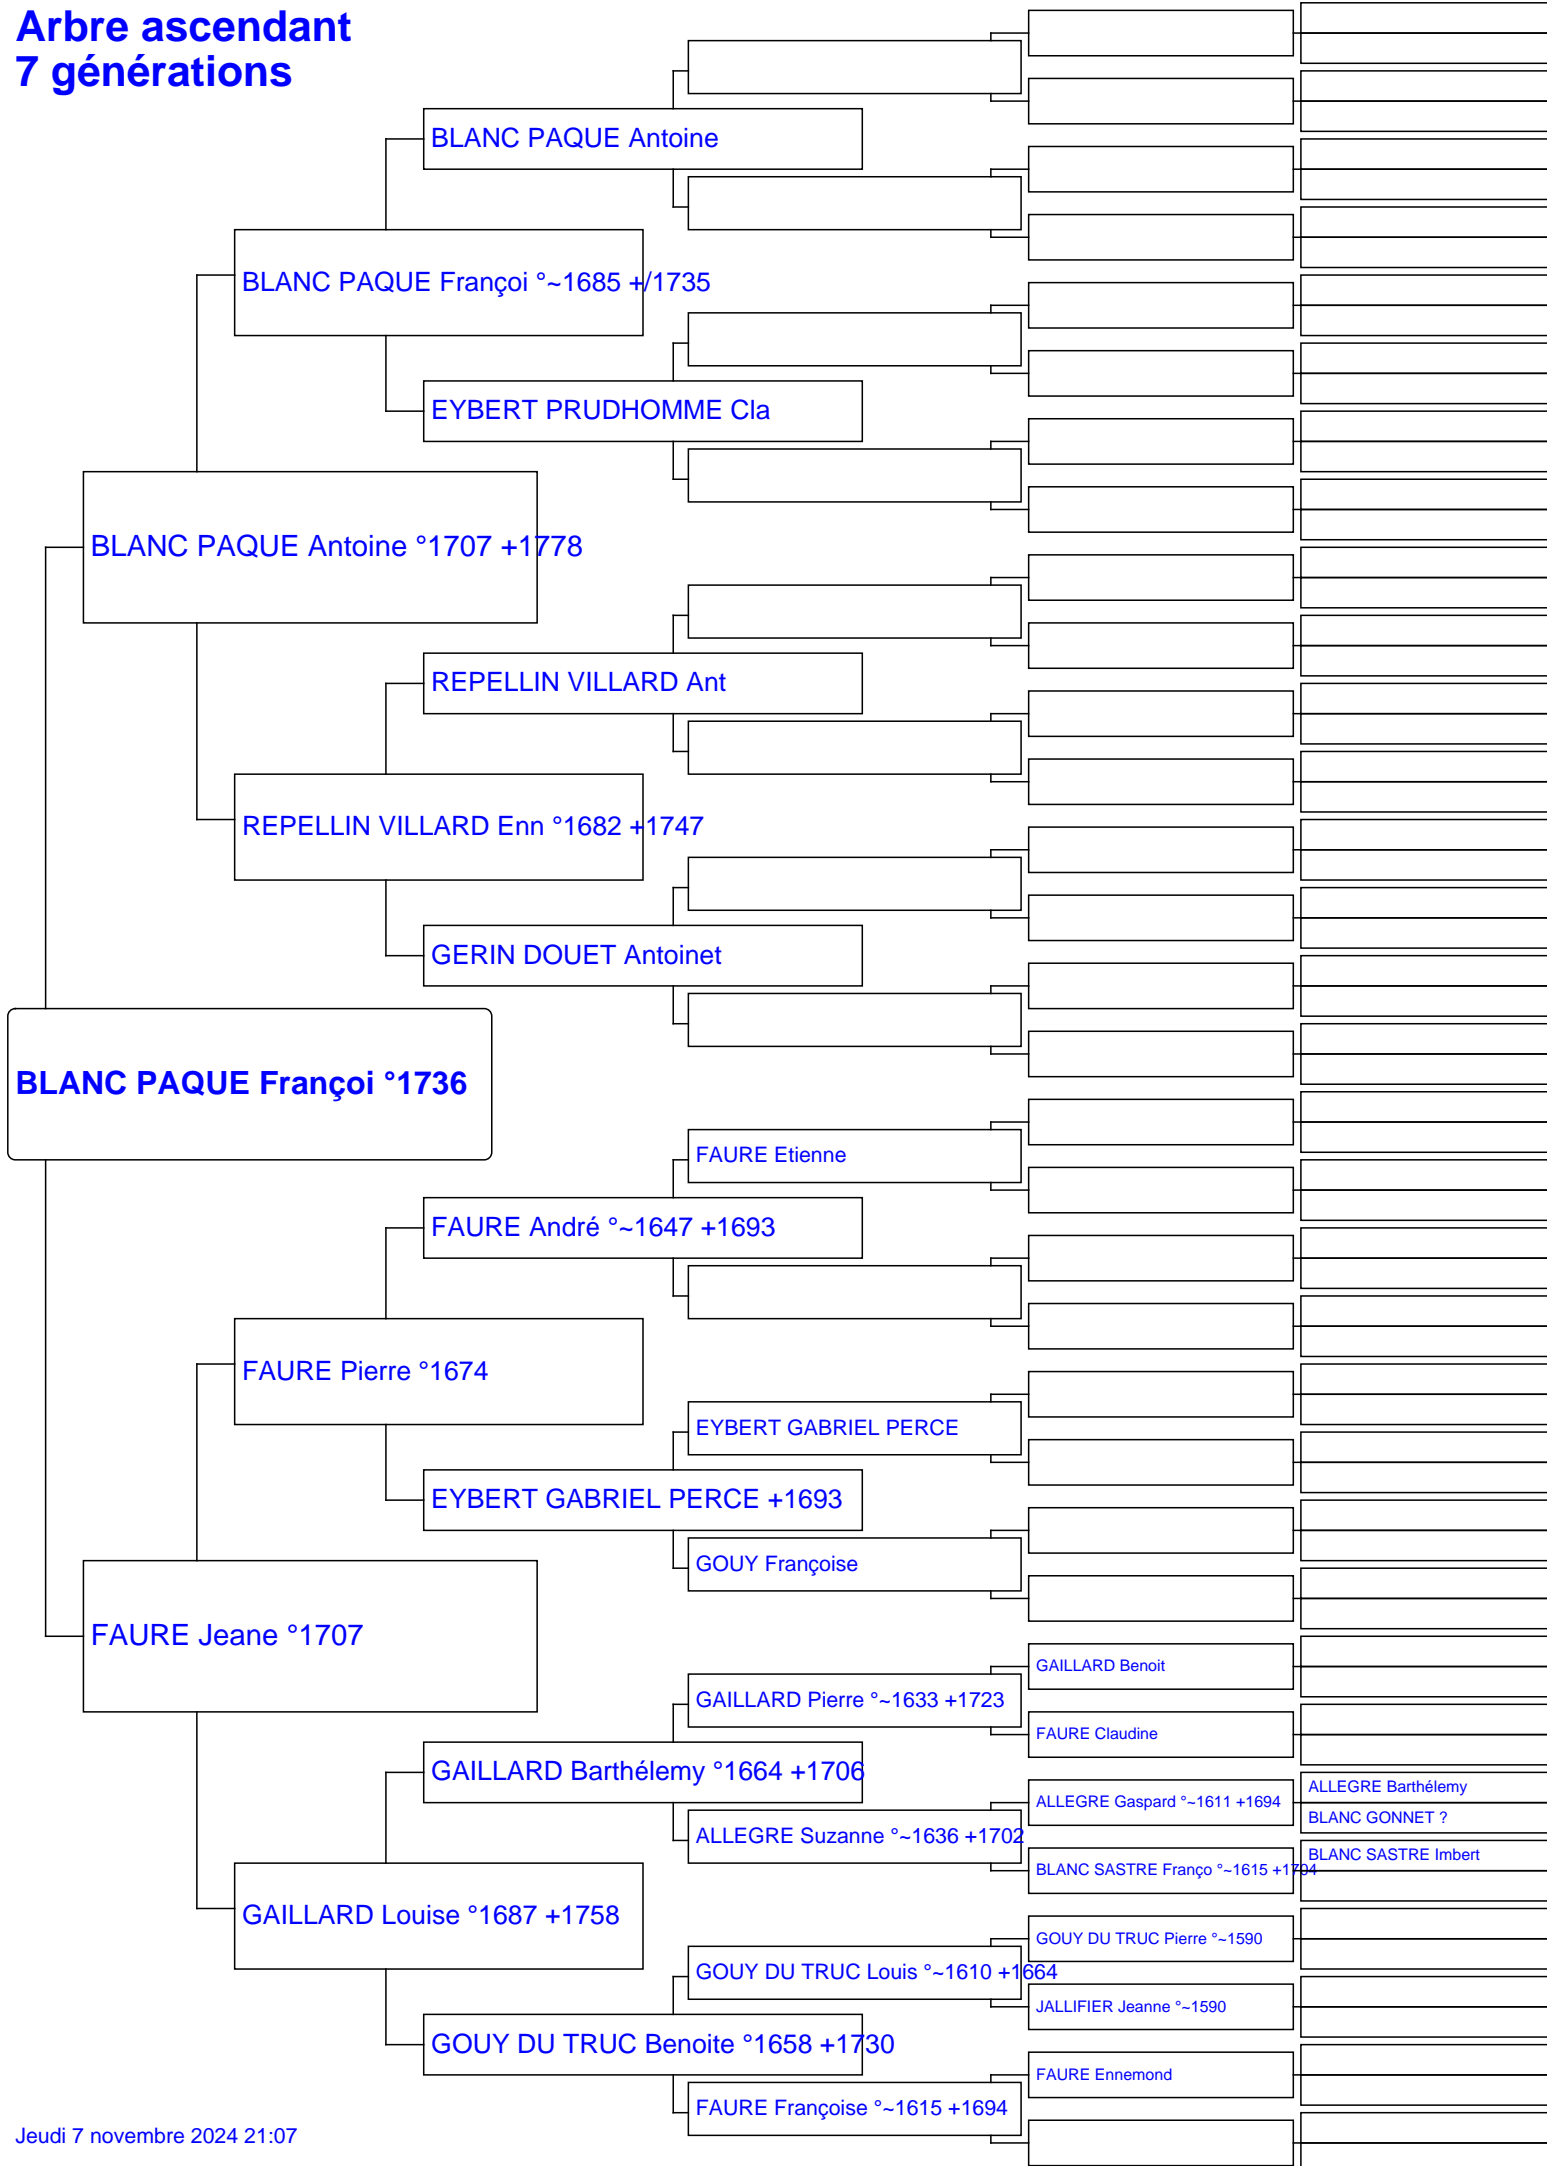 Arbre ascendant
7 générations
BLANC PAQUE Antoine
BLANC PAQUE Françoi °~1685 +/1735
EYBERT PRUDHOMME Cla
BLANC PAQUE Antoine °1707 +1778
REPELLIN VILLARD Ant
REPELLIN VILLARD Enn °1682 +1747
GERIN DOUET Antoinet
BLANC PAQUE Françoi °1736
FAURE Etienne
FAURE André °~1647 +1693
FAURE Pierre °1674
EYBERT GABRIEL PERCE
EYBERT GABRIEL PERCE +1693
GOUY Françoise
FAURE Jeane °1707
GAILLARD Benoit
GAILLARD Pierre °~1633 +1723
FAURE Claudine
GAILLARD Barthélemy °1664 +1706
ALLEGRE Barthélemy
ALLEGRE Gaspard °~1611 +1694
BLANC GONNET ?
ALLEGRE Suzanne °~1636 +1702
BLANC SASTRE Imbert
BLANC SASTRE Franço °~1615 +1704
GAILLARD Louise °1687 +1758
GOUY DU TRUC Pierre °~1590
GOUY DU TRUC Louis °~1610 +1664
JALLIFIER Jeanne °~1590
GOUY DU TRUC Benoite °1658 +1730
FAURE Ennemond
FAURE Françoise °~1615 +1694
Jeudi 7 novembre 2024 21:07